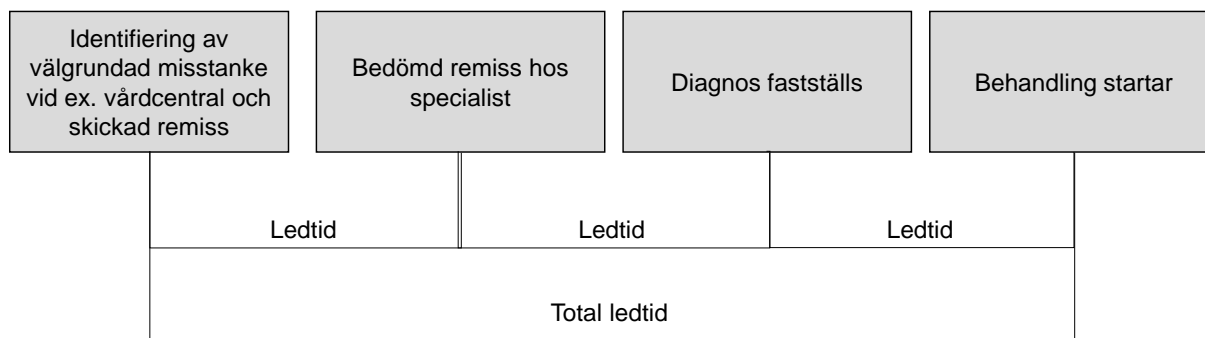 Identifiering av
välgrundad misstanke
vid ex. vårdcentral och
skickad remiss
Bedömd remiss hos
specialist
Diagnos fastställs
Behandling startar
Ledtid
Ledtid
Ledtid
Total ledtid